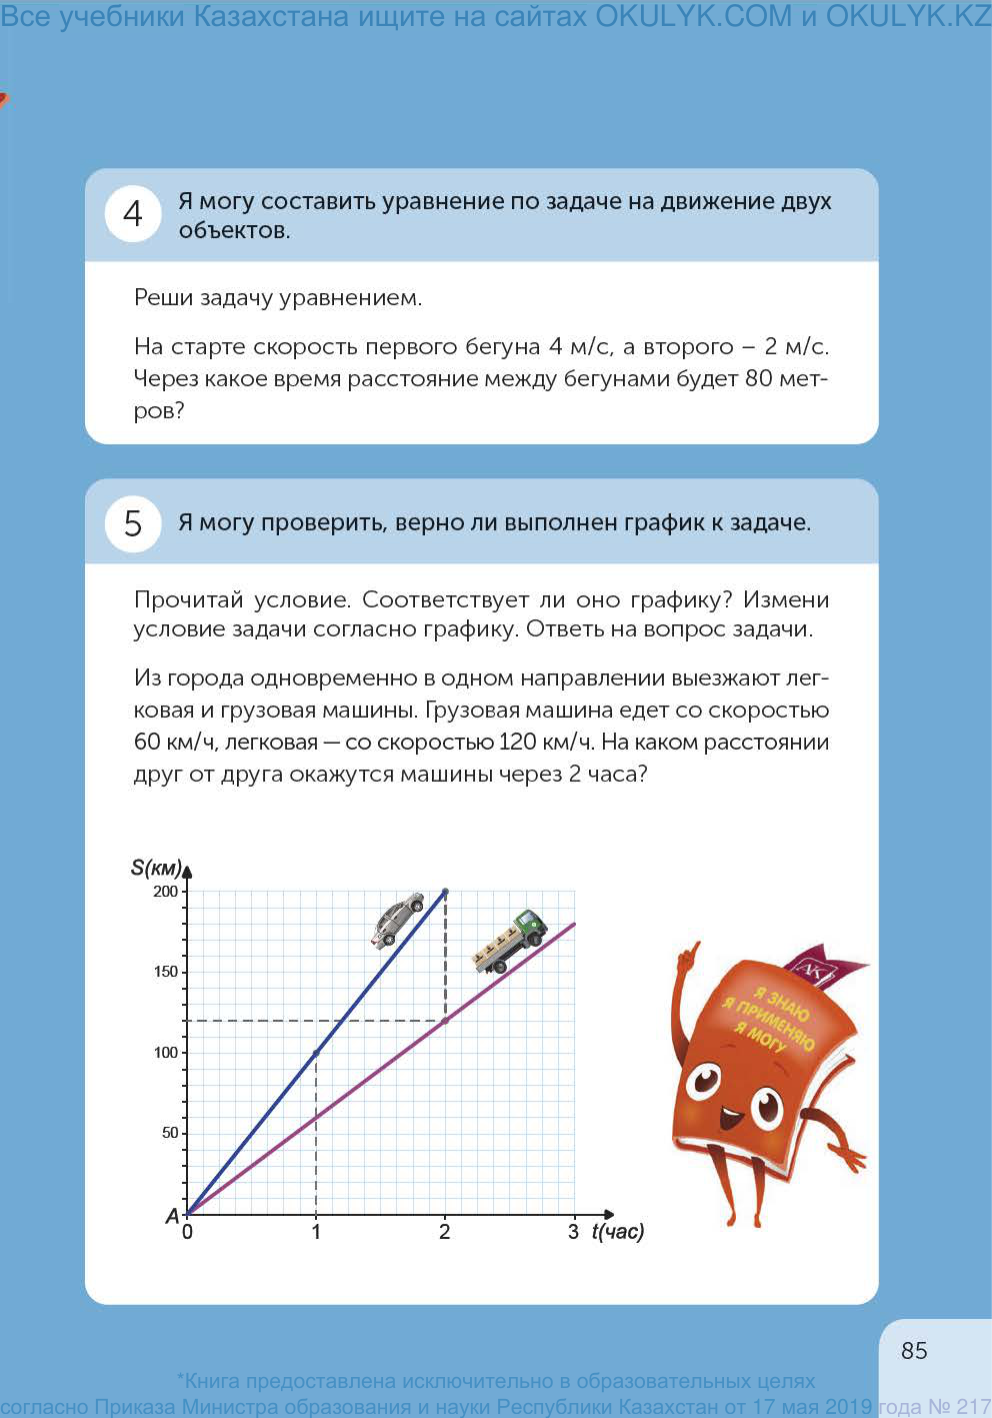 Все учебники Казахстана ищите на сайтах OKULYK.COM и OKULYK.KZ
4
Я могу составить уравнение по задаче на движение двух
объектов.
Реши задачу уравнением.
На старте скорость первого бегуна 4 м/с, а второго – 2 м/с.
Через какое время расстояние между бегунами будет 80 мет-
ров?
5
Я могу проверить, верно ли выполнен график к задаче.
Прочитай условие. Соответствует ли оно графику? Измени
условие задачи согласно графику. Ответь на вопрос задачи.
Из города одновременно в одном направлении выезжают лег-
ковая и грузовая машины. Грузовая машина едет со скоростью
60 км/ч, легковая — со скоростью 120 км/ч. На каком расстоянии
друг от друга окажутся машины через 2 часа?
S(км)
200
150
100
50
A
0
1
2
3
t(час)
АК
Я ЗНАЮ
Я ПРИМЕНЯЮ
Я МОГУ
85
*Книга предоставлена исключительно в образовательных целях
согласно Приказа Министра образования и науки Республики Казахстан от 17 мая 2019 года № 217